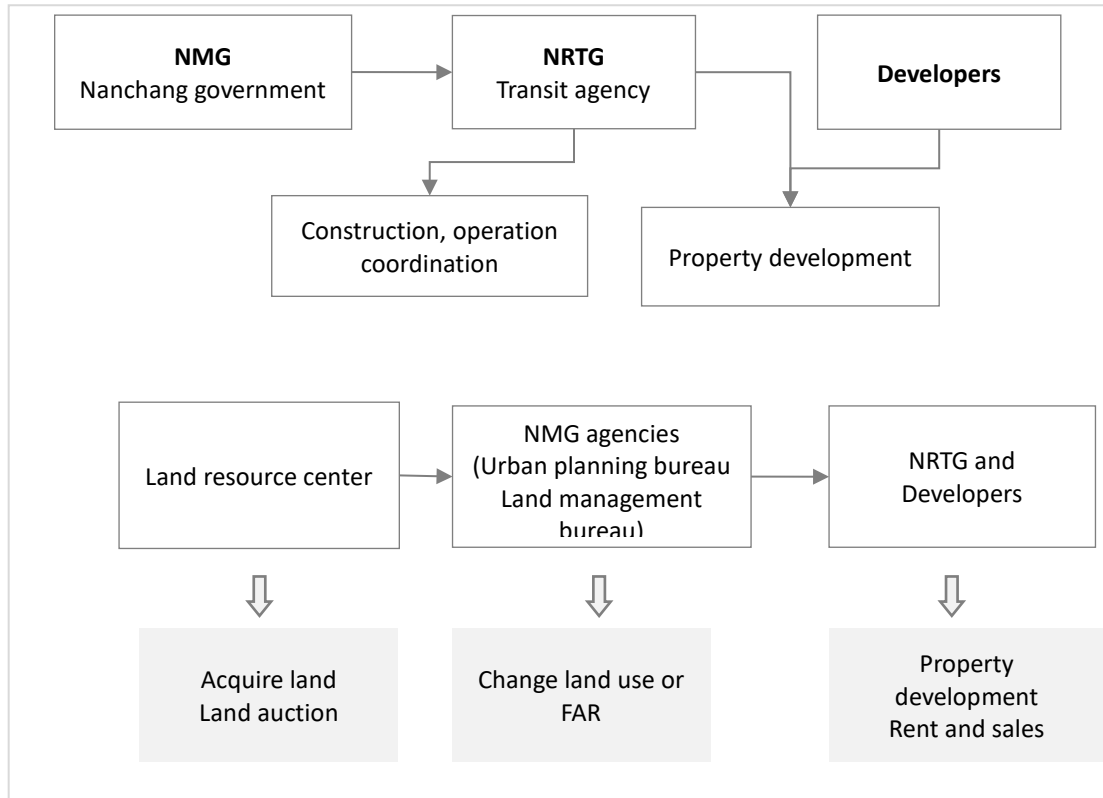 NMG
Nanchang government
NRTG
Transit agency
Developers
Construction, operation
coordination
Property development
Land resource center
NMG agencies
(Urban planning bureau
Land management
bureau)
NRTG and
Developers
Acquire land
Land auction
Change land use or
FAR
Property
development
Rent and sales